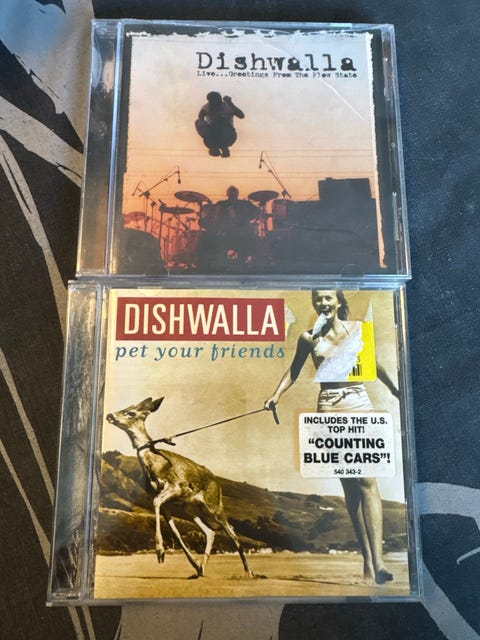 Dishwalla
Live...Greetings From The Flow State
DISHWALLA
pet your friends
INCLUDES THE U.S.
TOP HIT!
"COUNTING
BLUE CARS"!
540 343-2